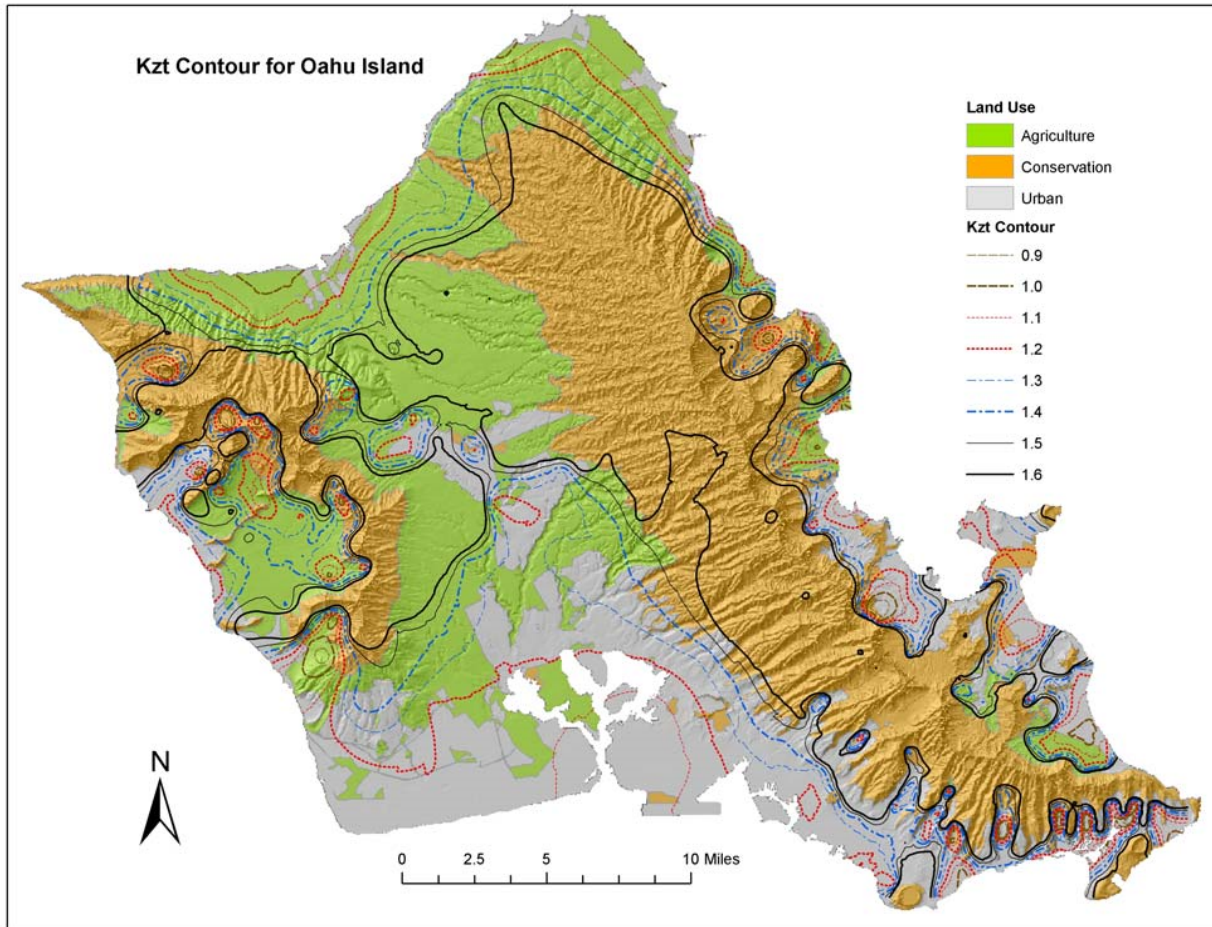 Kzt Contour for Oahu Island
Land Use
Agriculture
Conservation
Urban
Kzt Contour
0.9
1.0
1.1
1.2
1.3
1.4
1.5
1.6
N
0 2.5 5 10 Miles